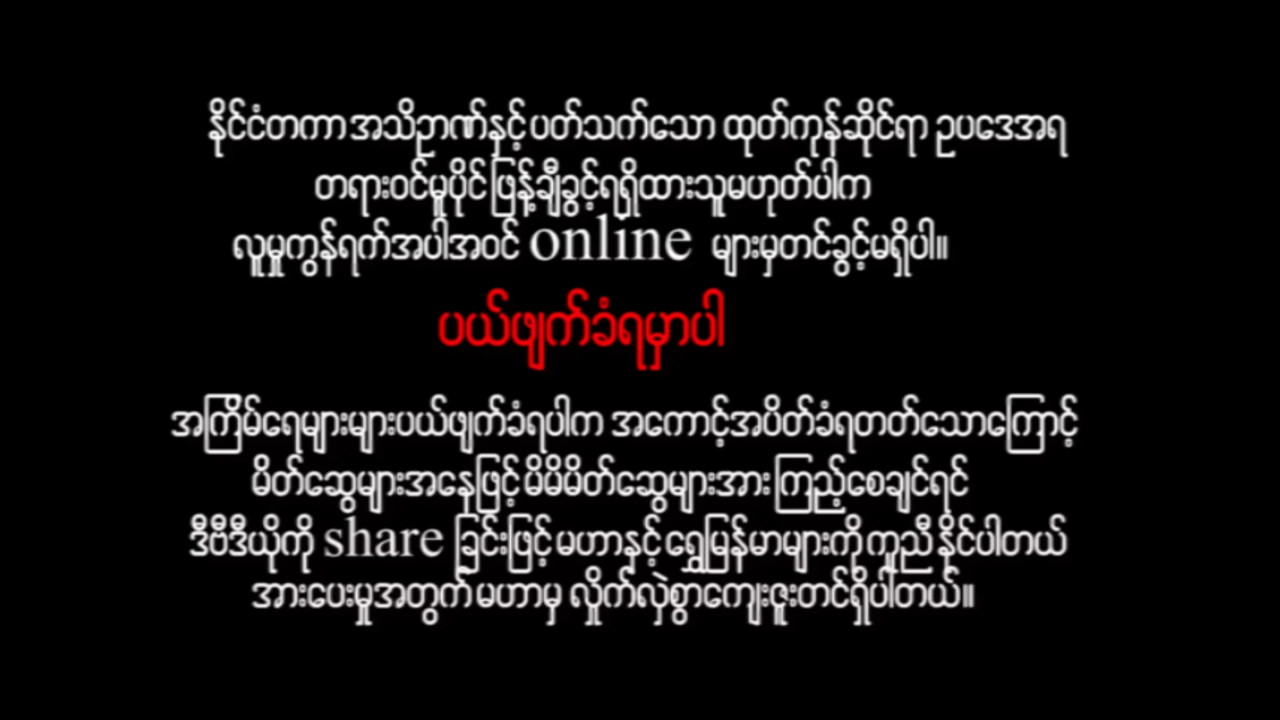 နိုင်ငံတကာ အသိဉာဏ်နှင့် ပတ်သက်သော ထုတ်ကုန်ဆိုင်ရာ ဥပဒေအရ
တရားဝင်မူပိုင် ဖြန့်ချီခွင့်ရရှိထားသူမဟုတ်ပါက
လူမှုကွန်ရက်အပါအဝင် online များမှတင်ခွင့်မရှိပါ။
ပယ်ဖျက်ခံရမှာပါ
အကြိမ်ရေများများပယ်ဖျက်ခံရပါက အကောင့်အပိတ်ခံရတတ်သောကြောင့်
မိတ်ဆွေများအနေဖြင့် မိမိမိတ်ဆွေများအား ကြည့်စေချင်ရင်
ဒီဗီဒီယိုကို share ခြင်းဖြင့် မဟာနှင့် ရွှေမြန်မာများကို ကူညီ နိုင်ပါတယ်
အားပေးမှုအတွက် မဟာမှ လှိုက်လှဲစွာကျေးဇူးတင်ရှိပါတယ်။